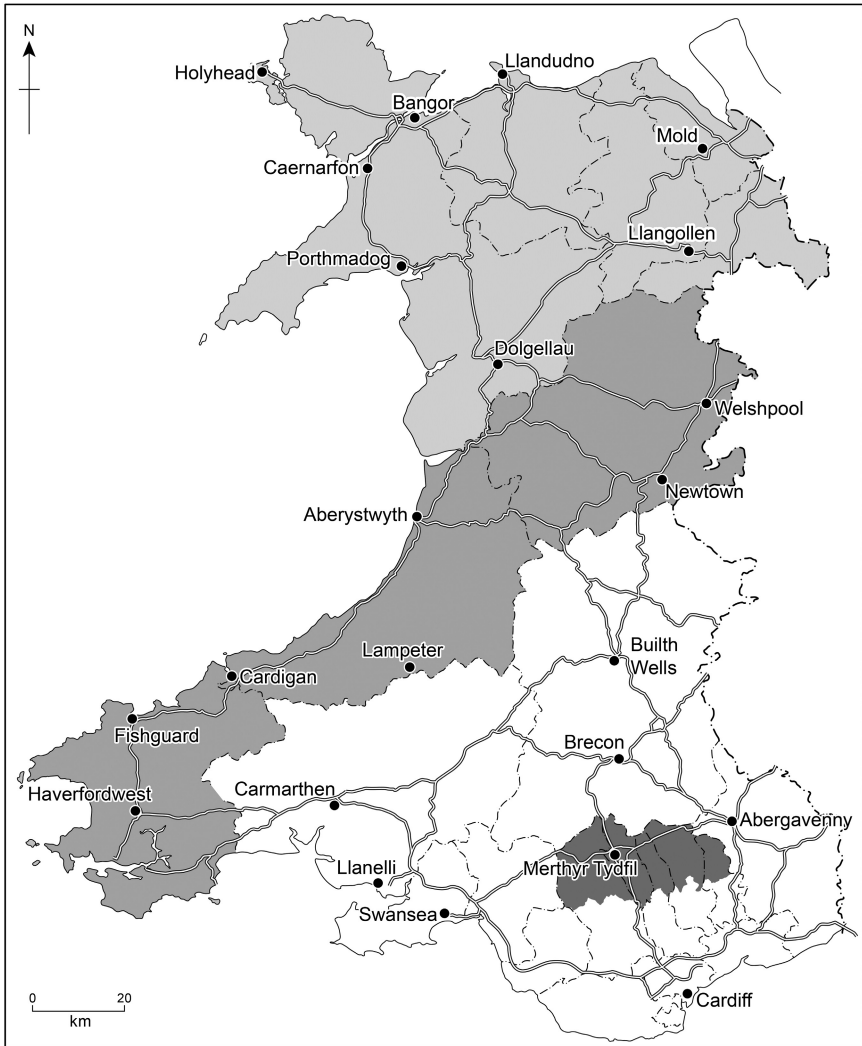 N
Holyhead
Llandudno
Bangor
Mold
Caernarfon
Llangollen
Porthmadog
Dolgellau
Welshpool
Newtown
Aberystwyth
Lampeter
Builth
Wells
Cardigan
Fishguard
Brecon
Haverfordwest
Carmarthen
Abergavenny
Merthyr Tydfil
Llanelli
Swansea
0 20
km
Cardiff